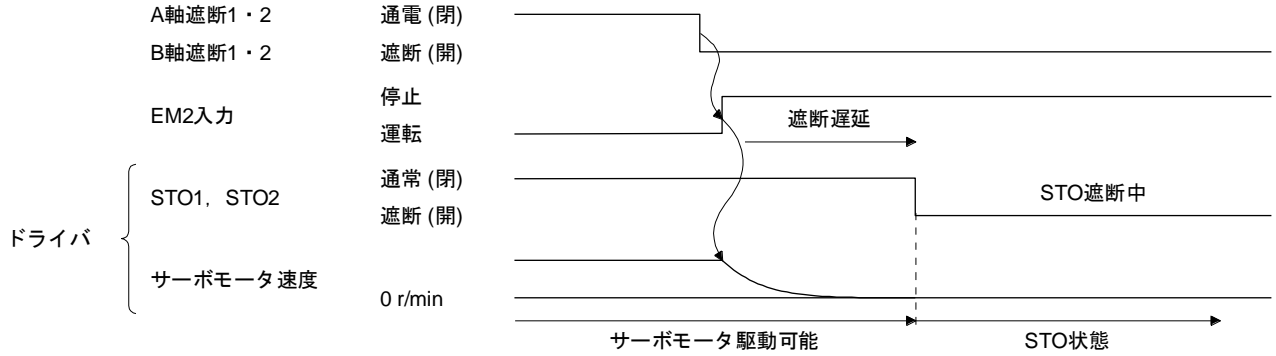 A軸遮断1・2 通電 (閉)
B軸遮断1・2 遮断 (開)
停止
EM2入力
運転
遮断遅延
通常 (閉)
STO1，STO2
遮断 (開)
STO遮断中
ドライバ
サーボモータ速度
0 r/min
サーボモータ駆動可能
STO状態